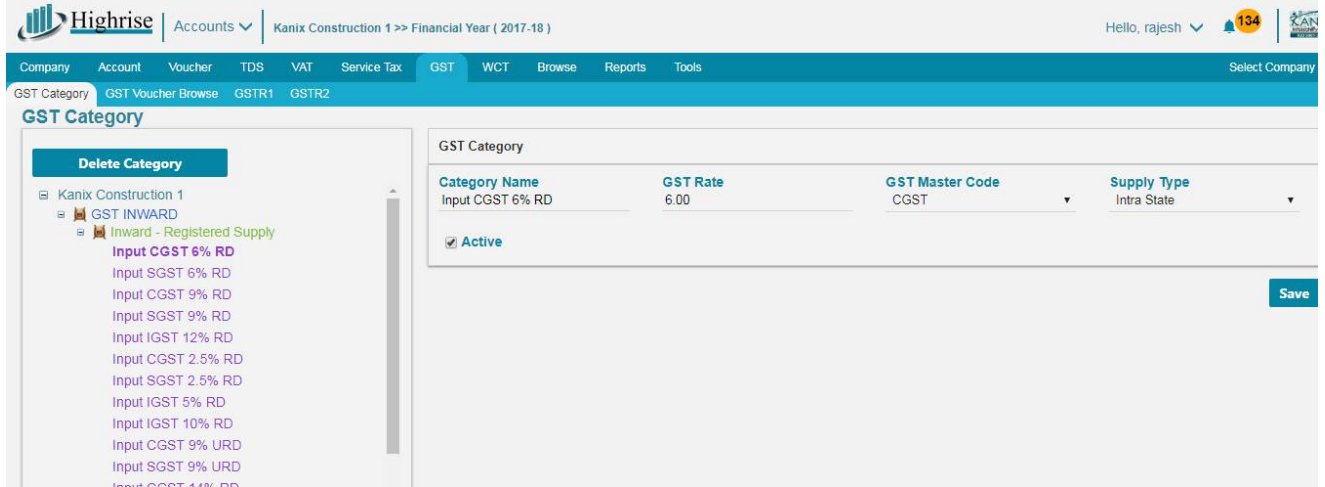 Highrise Accounts Kanix Construction 1 >> Financial Year ( 2017-18 ) Hello, rajesh 134 KAN
Company Account Voucher TDS VAT Service Tax GST WCT Browse Reports Tools Select Company
GST Category GST Voucher Browse GSTR1 GSTR2
GST Category
Delete Category
Kanix Construction 1
GST INWARD
Inward - Registered Supply
Input CGST 6% RD
Input SGST 6% RD
Input CGST 9% RD
Input SGST 9% RD
Input IGST 12% RD
Input CGST 2.5% RD
Input SGST 2.5% RD
Input IGST 5% RD
Input IGST 10% RD
Input CGST 9% URD
Input SGST 9% URD
GST Category
Category Name GST Rate GST Master Code Supply Type
Input CGST 6% RD 6.00 CGST Intra State
Active
Save